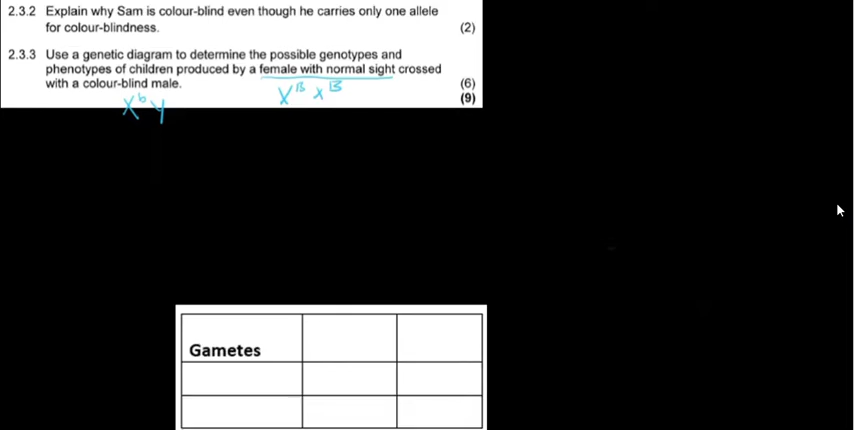 2.3.2 Explain why Sam is colour-blind even though he carries only one allele
for colour-blindness. (2)
2.3.3 Use a genetic diagram to determine the possible genotypes and
phenotypes of children produced by a female with normal sight crossed
with a colour-blind male. (6)
X^B X^B (9)
X^b Y
Gametes